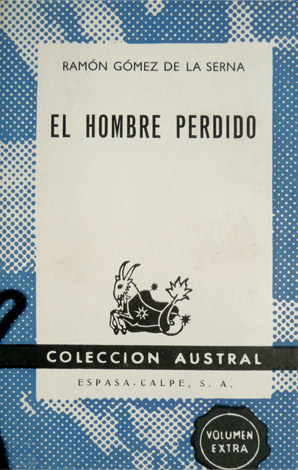 RAMÓN GÓMEZ DE LA SERNA
EL HOMBRE PERDIDO
COLECCION AUSTRAL
ESPASA-CALPE, S. A.
VOLUMEN
EXTRA